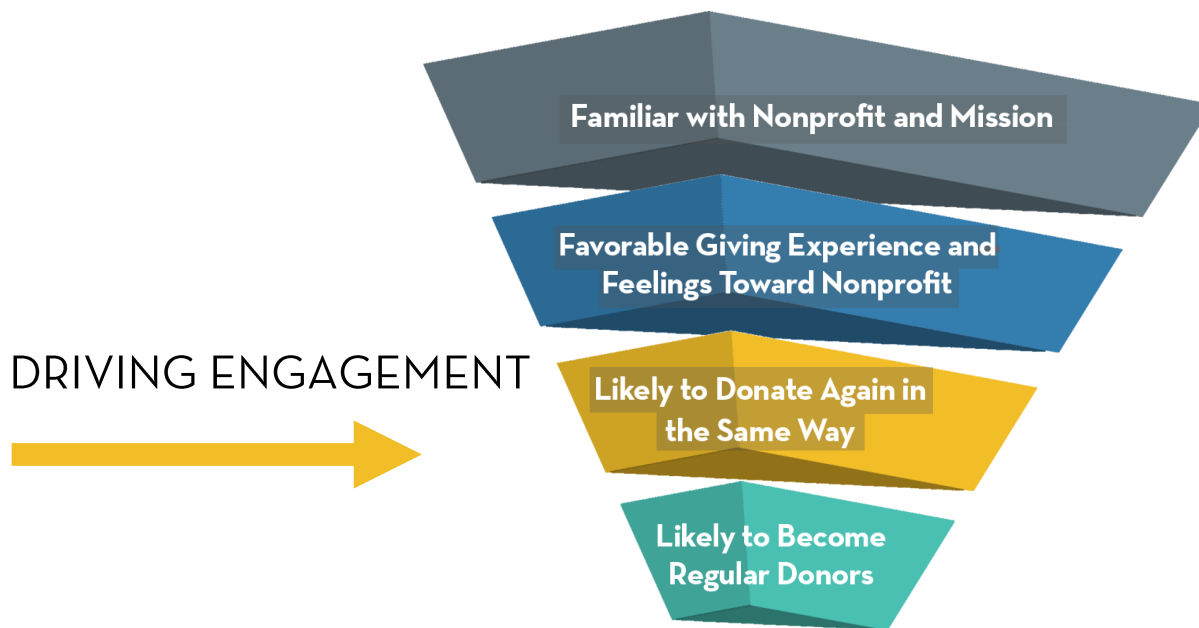 Familiar with Nonprofit and Mission
Favorable Giving Experience and
Feelings Toward Nonprofit
DRIVING ENGAGEMENT
Likely to Donate Again in
the Same Way
Likely to Become
Regular Donors